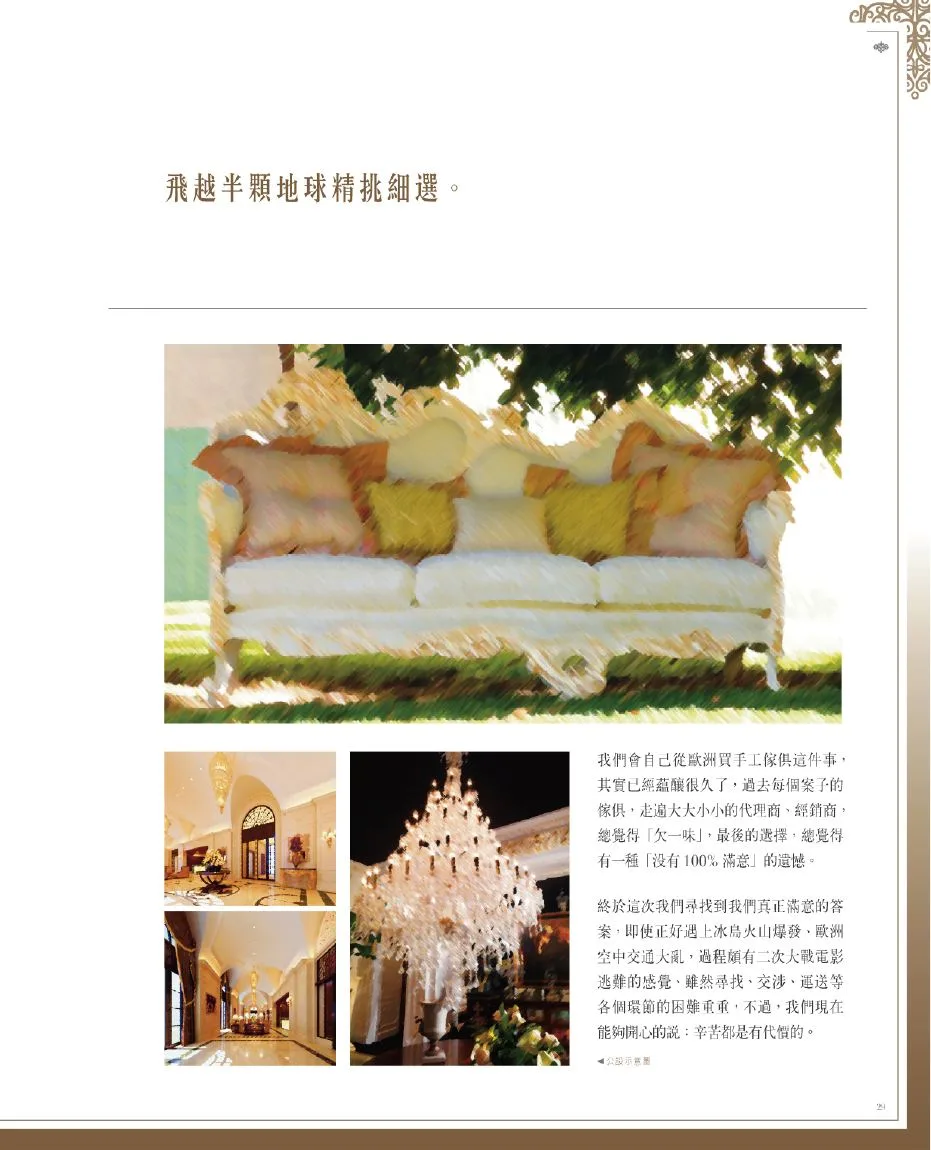 飛越半顆地球精挑細選。
我們會自己從歐洲買手工傢俱這件事，
其實已經蘊釀很久了，過去每個案子的
傢俱，走遍大大小小的代理商、經銷商，
總覺得「欠一味」，最後的選擇，總覺得
有一種「沒有100% 滿意」的遺憾。
終於這次我們尋找到我們真正滿意的答
案，即使正好遇上冰島火山爆發、歐洲
空中交通大亂，過程頗有二次大戰電影
逃難的感覺、雖然尋找、交涉、運送等
各個環節的困難重重，不過，我們現在
能夠開心的說：辛苦都是有代價的。
◀公設示意圖
29